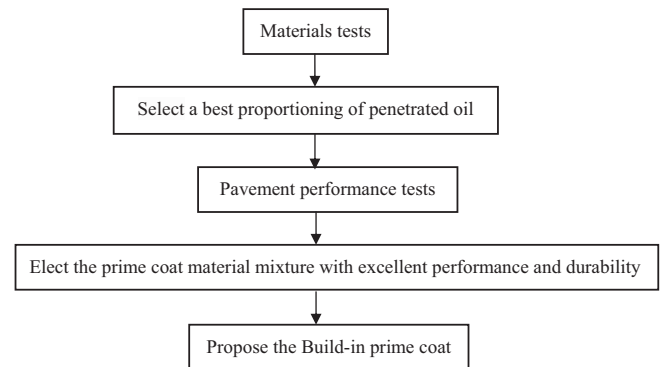 Materials tests
Select a best proportioning of penetrated oil
Pavement performance tests
Elect the prime coat material mixture with excellent performance and durability
Propose the Build-in prime coat